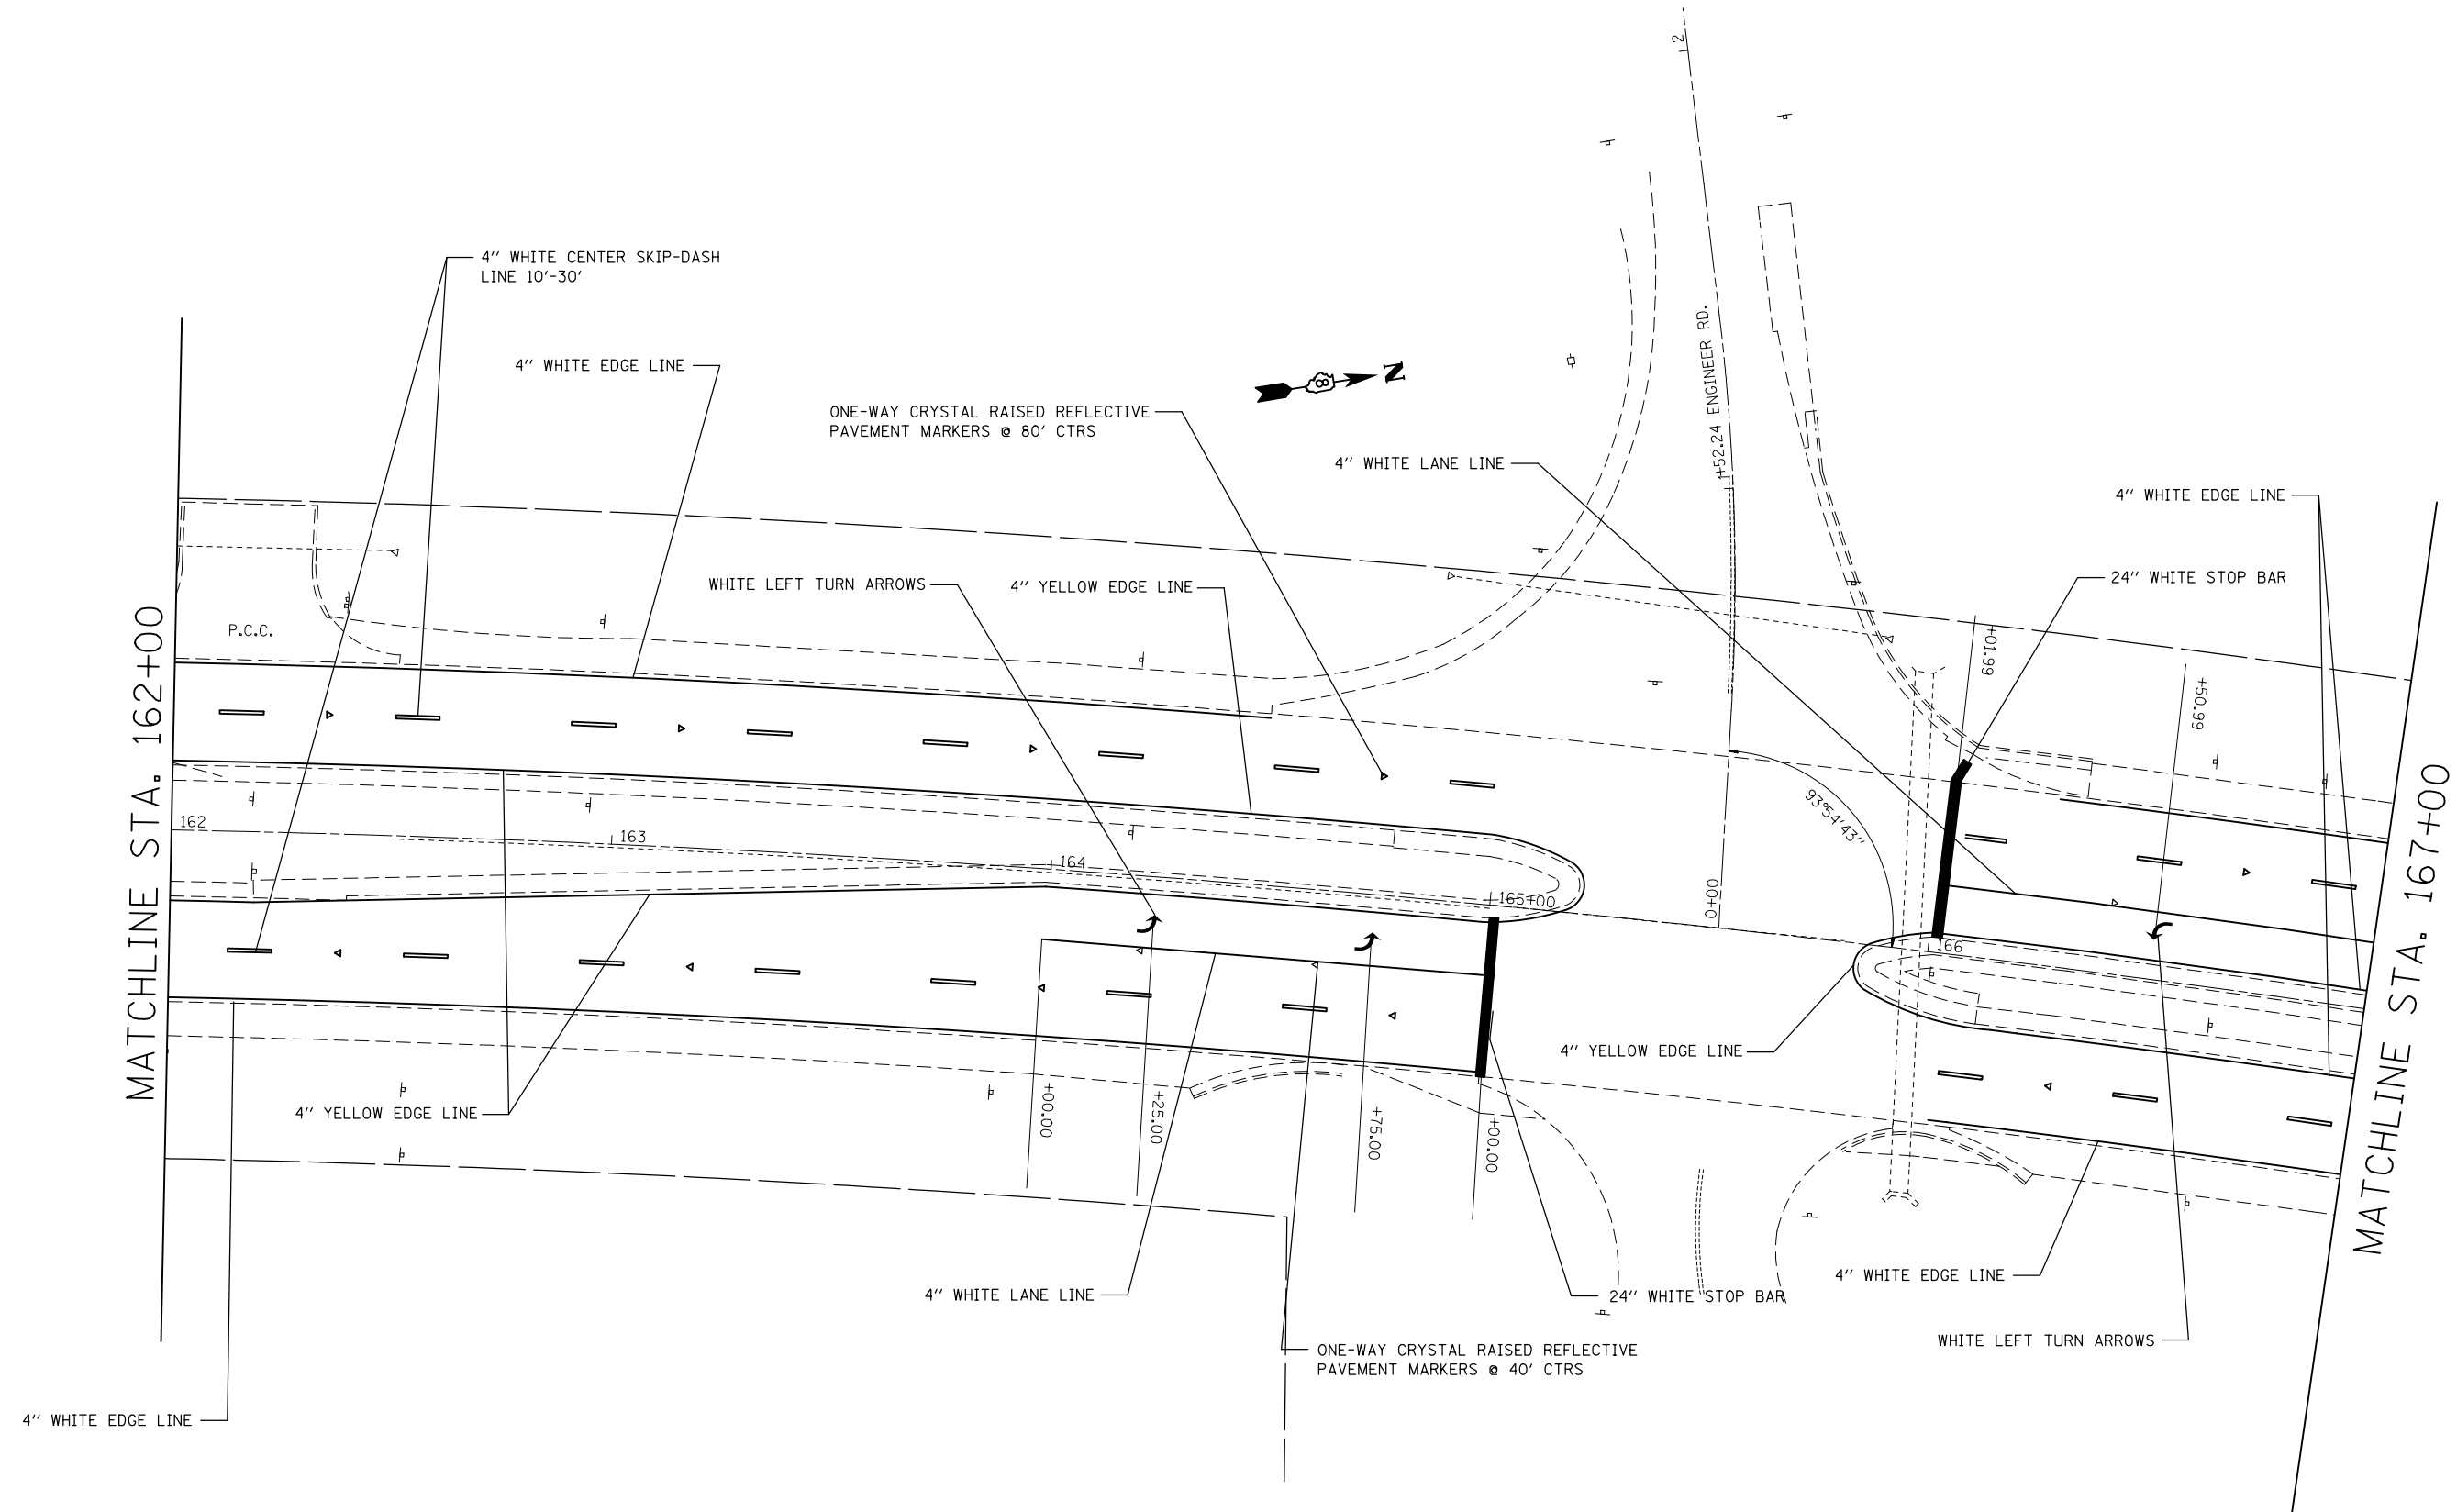 2
4" WHITE CENTER SKIP-DASH
LINE 10'-30'
4" WHITE EDGE LINE
N
8
ONE-WAY CRYSTAL RAISED REFLECTIVE
PAVEMENT MARKERS @ 80' CTRS
1+52.24 ENGINEER RD.
4" WHITE LANE LINE
4" WHITE EDGE LINE
24" WHITE STOP BAR
WHITE LEFT TURN ARROWS
4" YELLOW EDGE LINE
P.C.C.
+01.99
+50.99
MATCHLINE STA. 162+00
162
163
164
165+00
0+00
93°54'43"
166
MATCHLINE STA. 167+00
4" YELLOW EDGE LINE
4" YELLOW EDGE LINE
+00.00
+25.00
+75.00
+00.00
4" WHITE EDGE LINE
4" WHITE LANE LINE
24" WHITE STOP BAR
WHITE LEFT TURN ARROWS
ONE-WAY CRYSTAL RAISED REFLECTIVE
PAVEMENT MARKERS @ 40' CTRS
4" WHITE EDGE LINE